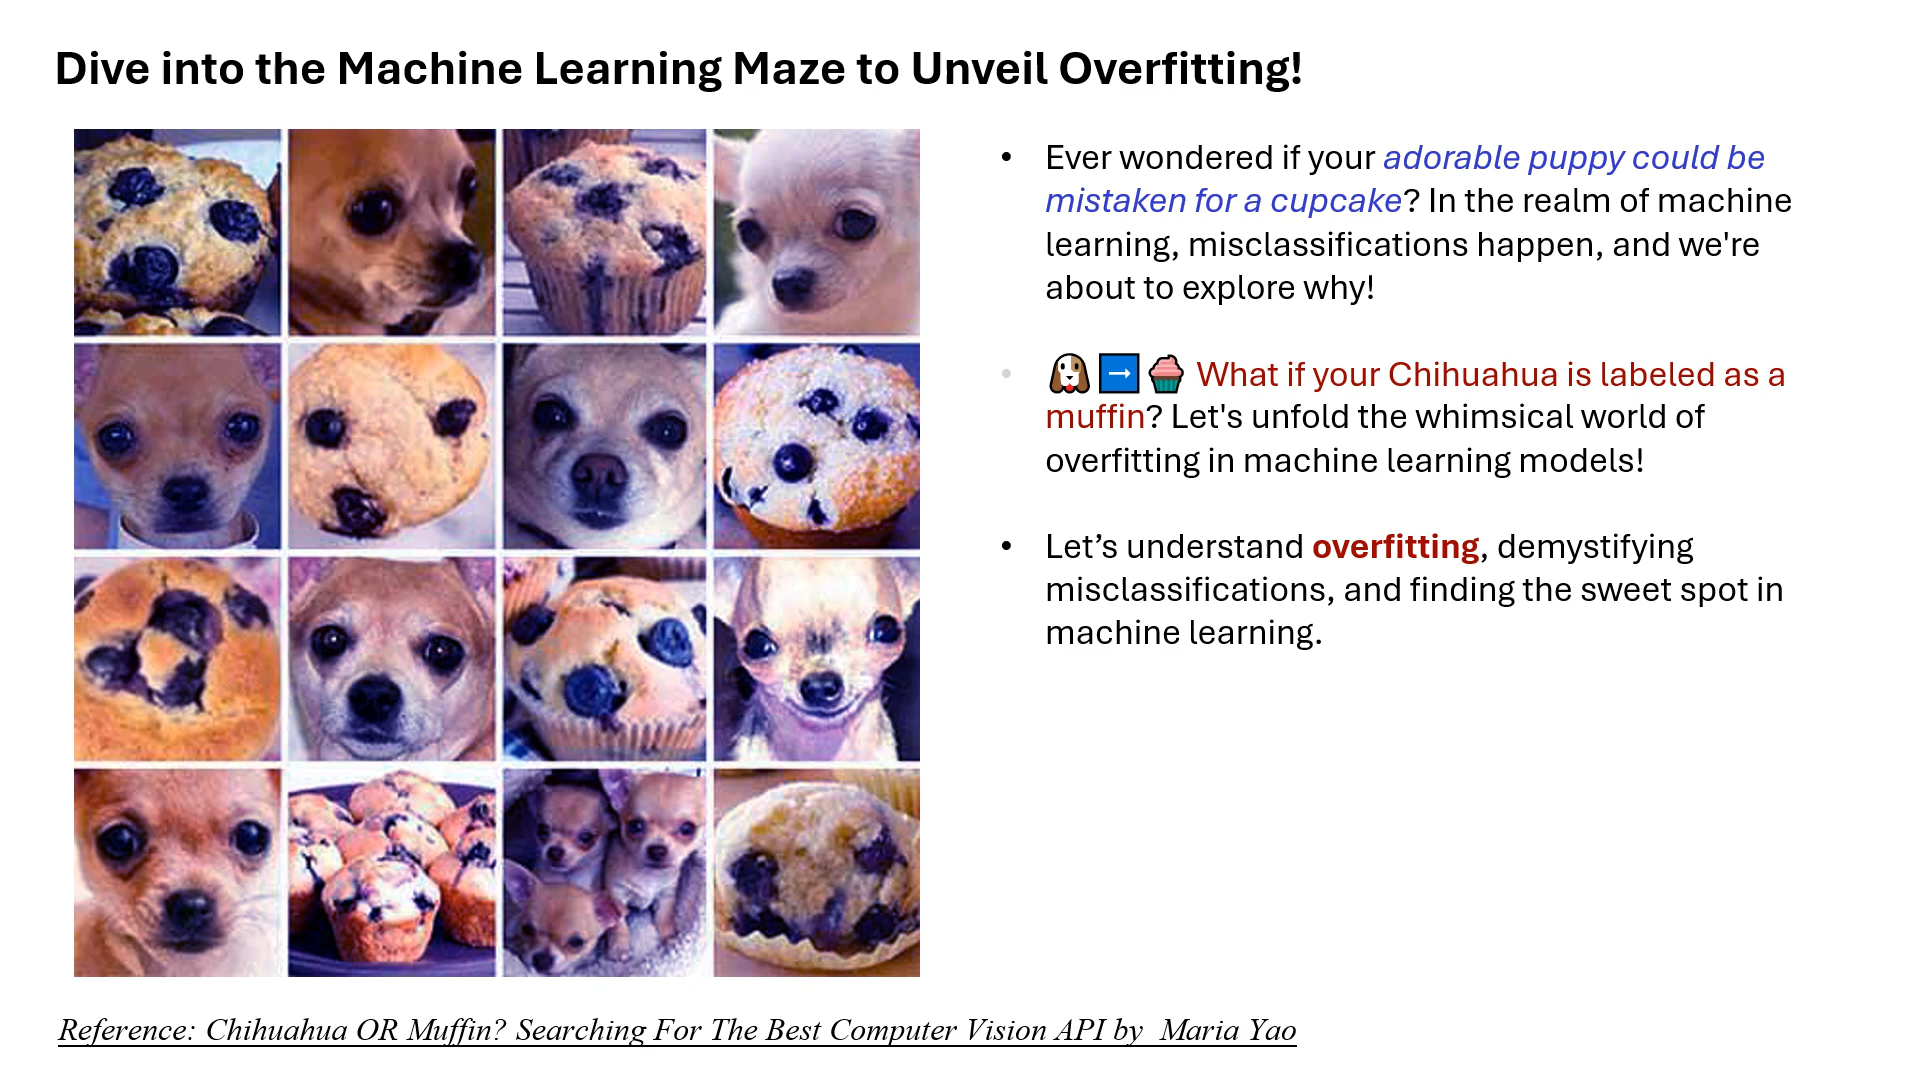 Dive into the Machine Learning Maze to Unveil Overfitting!
• Ever wondered if your adorable puppy could be
mistaken for a cupcake? In the realm of machine
learning, misclassifications happen, and we're
about to explore why!
• 🐶➡️🧁 What if your Chihuahua is labeled as a
muffin? Let's unfold the whimsical world of
overfitting in machine learning models!
• Let’s understand overfitting, demystifying
misclassifications, and finding the sweet spot in
machine learning.
Reference: Chihuahua OR Muffin? Searching For The Best Computer Vision API by Maria Yao